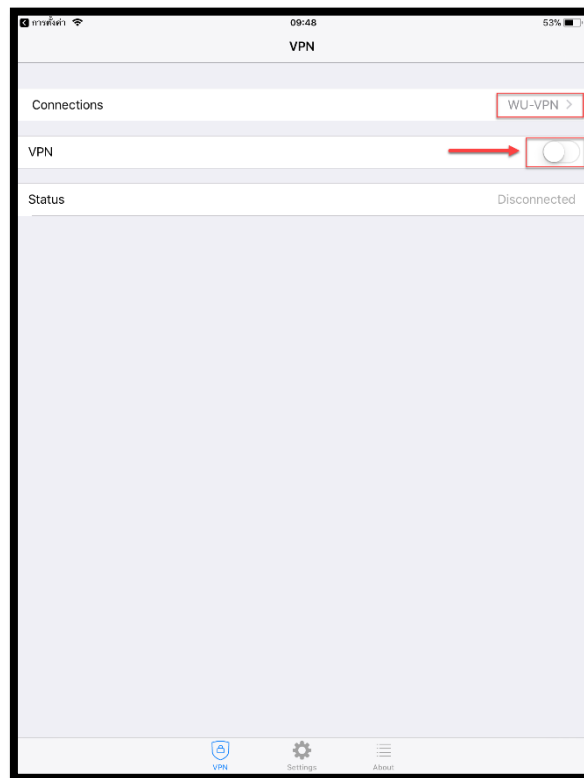 การตั้งค่า 09:48 53%
VPN
Connections WU-VPN >
VPN
Status Disconnected
VPN Settings About